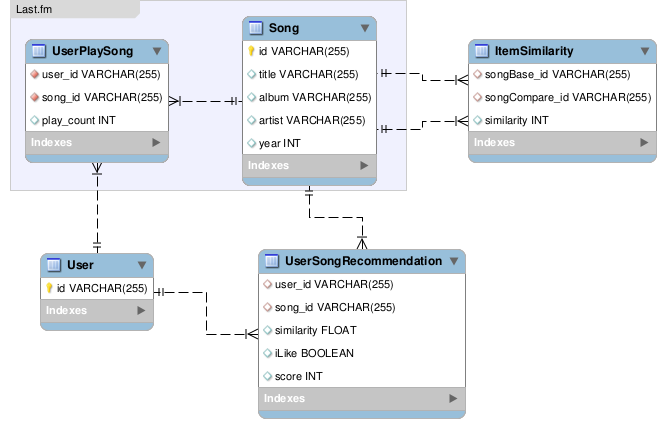 Last.fm
UserPlaySong
user_id VARCHAR(255)
song_id VARCHAR(255)
play_count INT
Indexes
Song
id VARCHAR(255)
title VARCHAR(255)
album VARCHAR(255)
artist VARCHAR(255)
year INT
Indexes
ItemSimilarity
songBase_id VARCHAR(255)
songCompare_id VARCHAR(255)
similarity INT
Indexes
User
id VARCHAR(255)
Indexes
UserSongRecommendation
user_id VARCHAR(255)
song_id VARCHAR(255)
similarity FLOAT
iLike BOOLEAN
score INT
Indexes